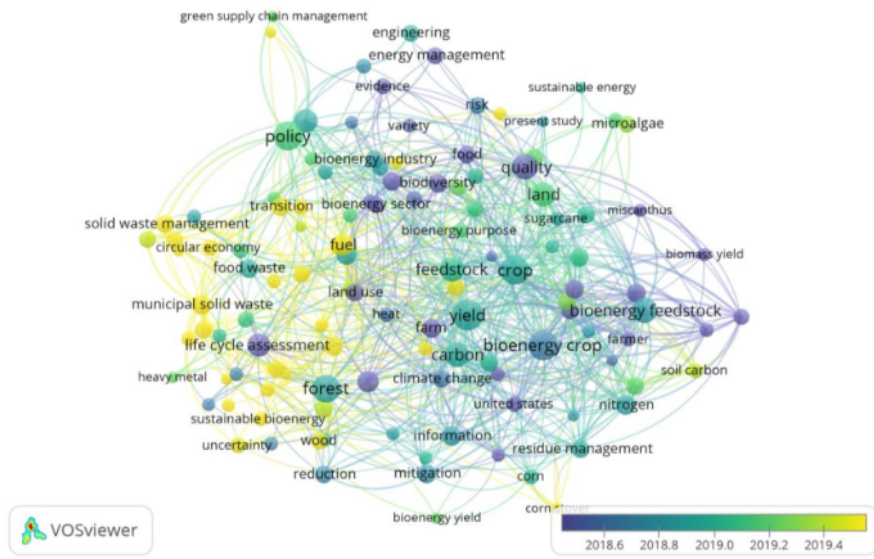 green supply chain management
engineering
energy management
evidence
sustainable energy
risk
present study
microalgae
policy
variety
bioenergy industry
food
quality
biodiversity
land
transition
bioenergy sector
sugarcane
miscanthus
solid waste management
bioenergy purpose
circular economy
fuel
biomass yield
food waste
feedstock
crop
land use
municipal solid waste
heat
yield
bioenergy feedstock
farm
life cycle assessment
bioenergy crop
farmer
carbon
heavy metal
climate change
soil carbon
forest
united states
nitrogen
sustainable bioenergy
uncertainty
wood
information
residue management
reduction
mitigation
corn
corn stover
bioenergy yield
VOSviewer
2018.6 2018.8 2019.0 2019.2 2019.4